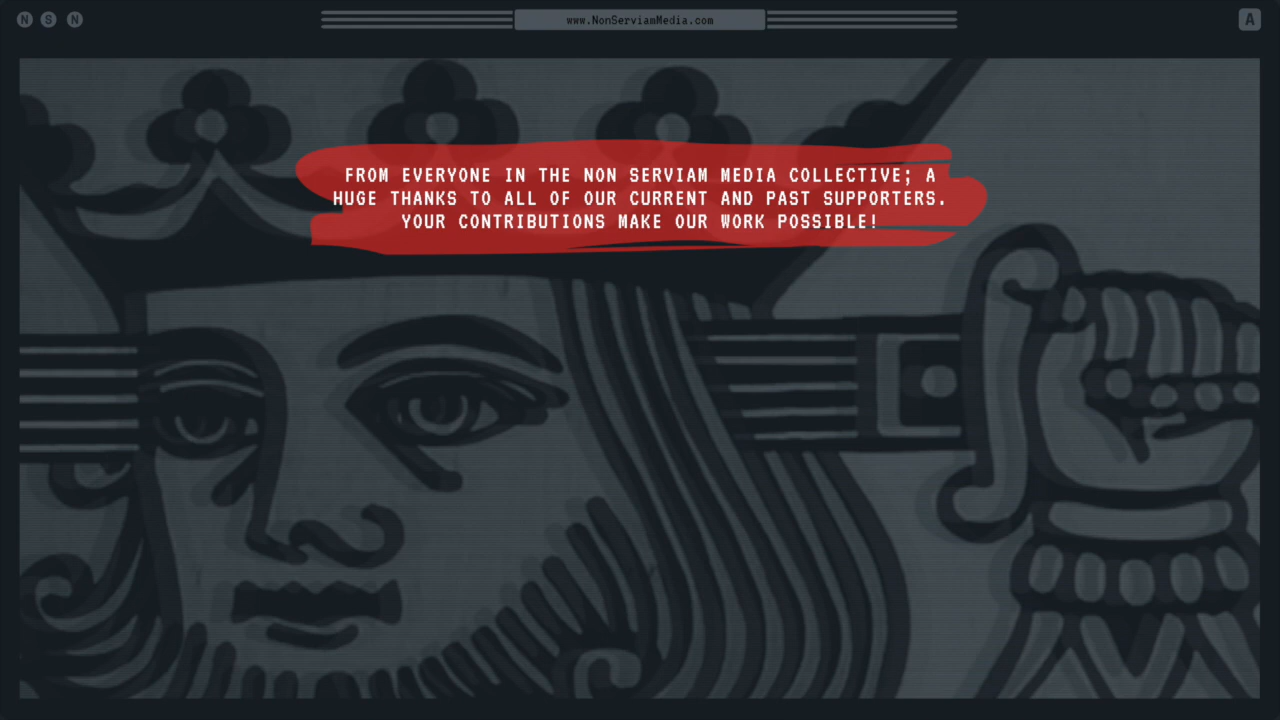 N S N
www.NonServiamMedia.com
A
FROM EVERYONE IN THE NON SERVIAM MEDIA COLLECTIVE; A
HUGE THANKS TO ALL OF OUR CURRENT AND PAST SUPPORTERS.
YOUR CONTRIBUTIONS MAKE OUR WORK POSSIBLE!